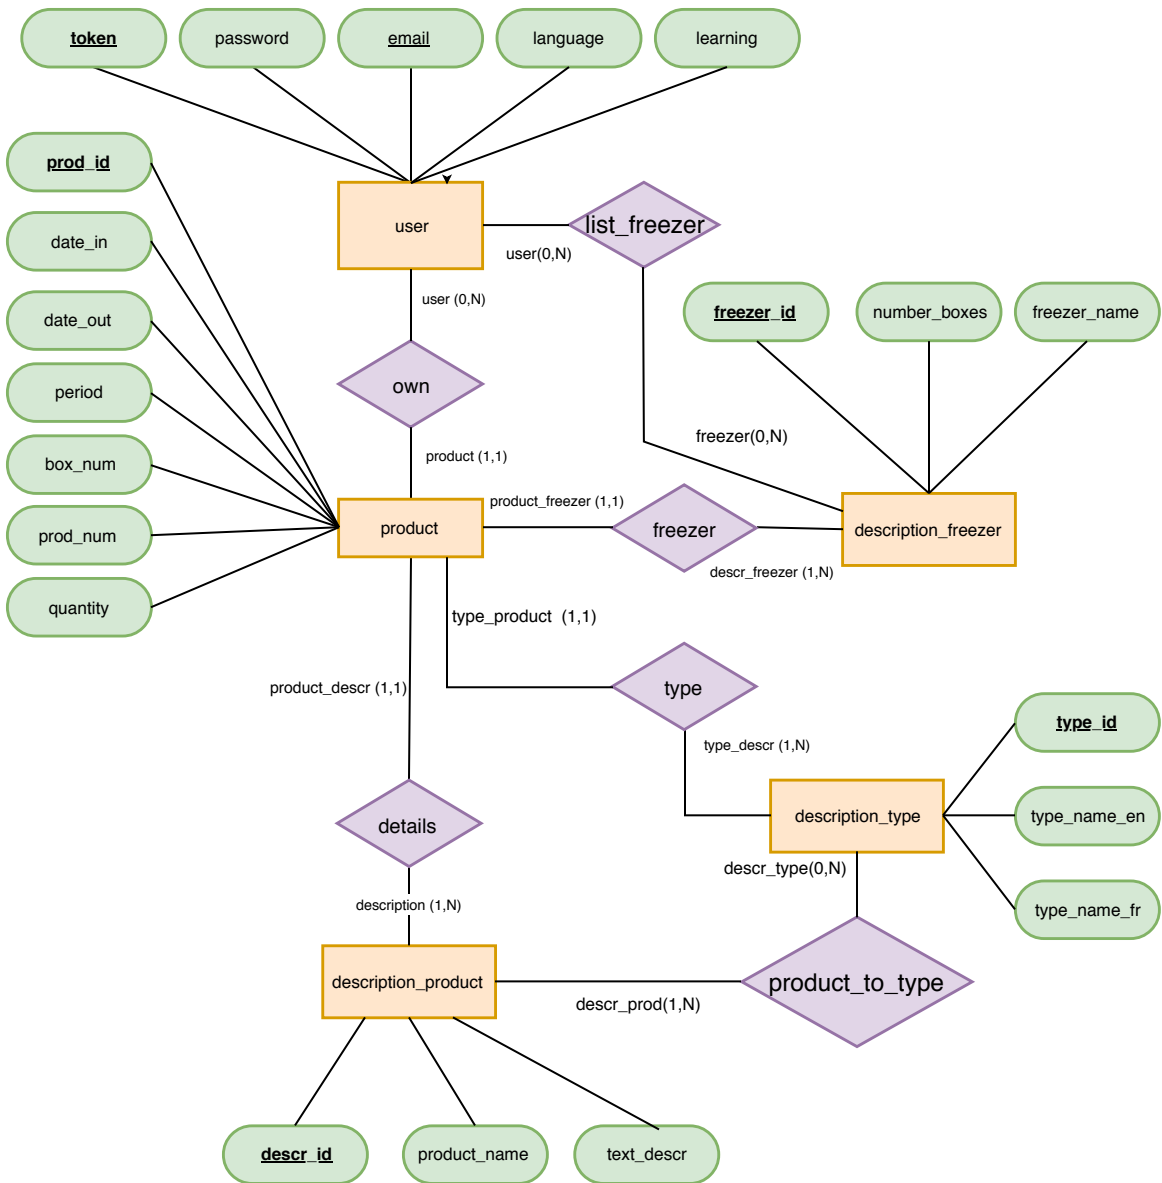 token
password
email
language
learning
prod_id
date_in
date_out
period
box_num
prod_num
quantity
user
user(0,N)
list_freezer
user (0,N)
own
product (1,1)
freezer_id
number_boxes
freezer_name
freezer(0,N)
product
product_freezer (1,1)
freezer
descr_freezer (1,N)
description_freezer
type_product  (1,1)
product_descr (1,1)
type
type_descr (1,N)
type_id
type_name_en
type_name_fr
description_type
descr_type(0,N)
details
description (1,N)
description_product
descr_prod(1,N)
product_to_type
descr_id
product_name
text_descr